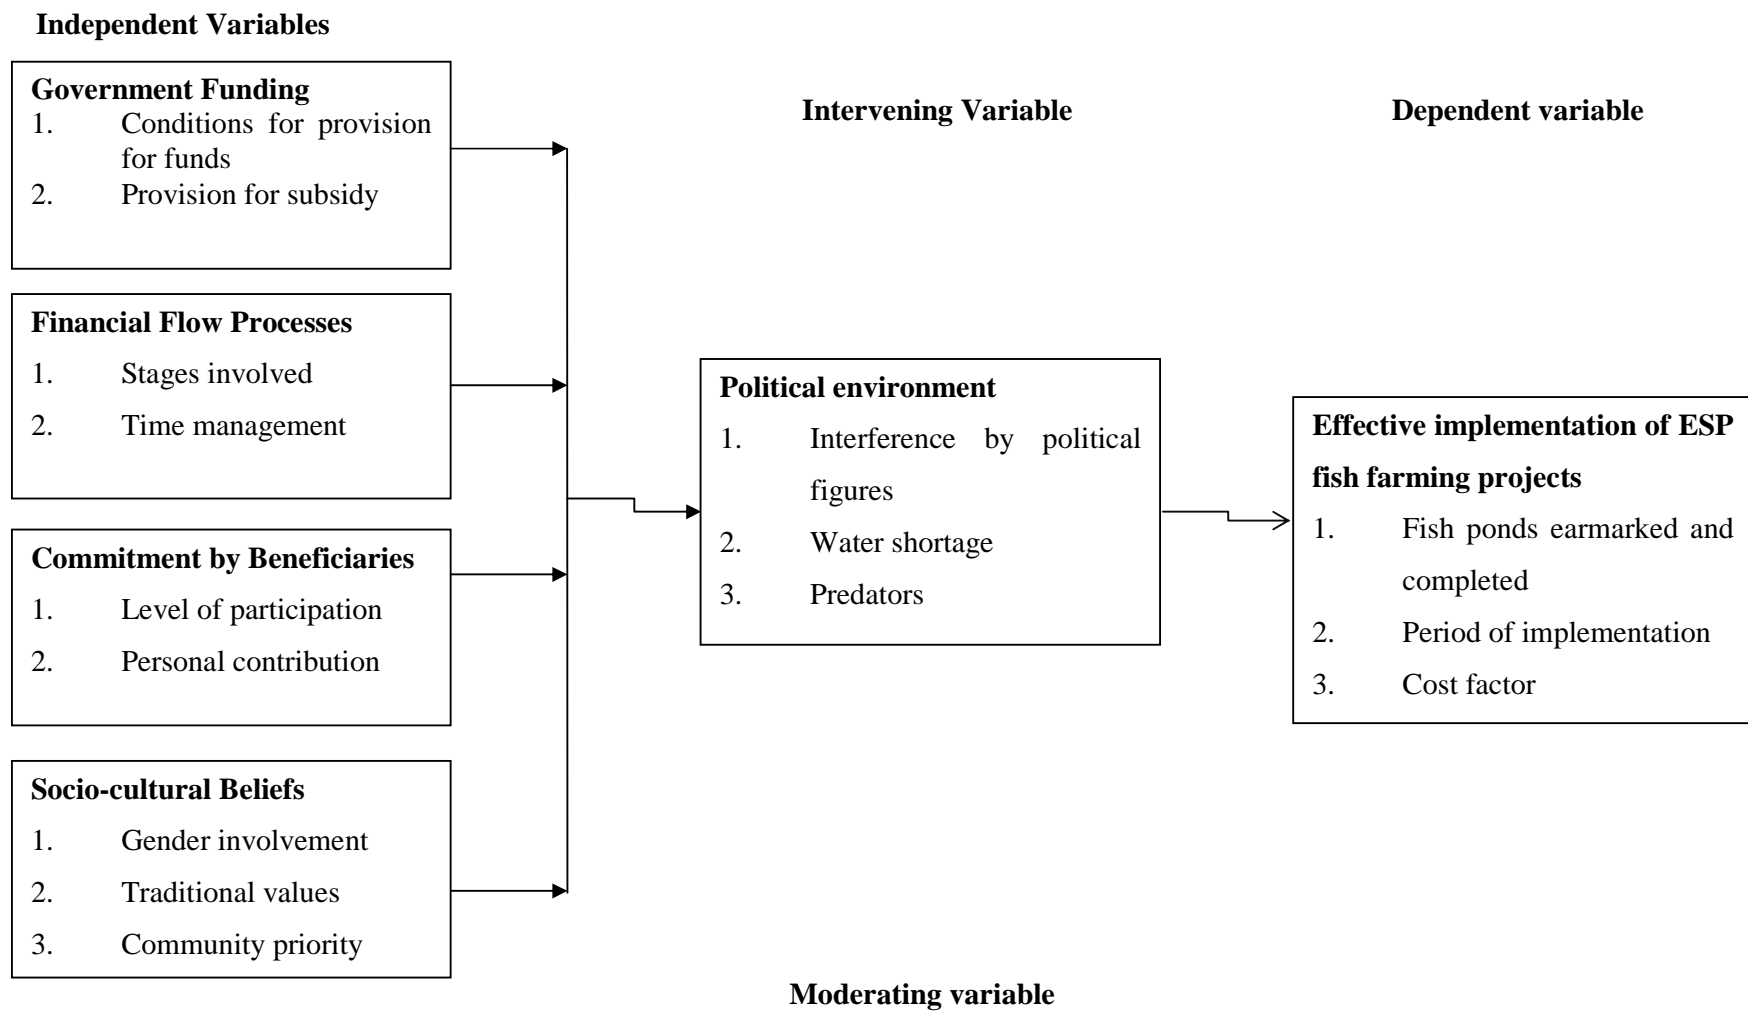 Independent Variables
Government Funding
1. Conditions for provision
for funds
2. Provision for subsidy
Financial Flow Processes
1. Stages involved
2. Time management
Commitment by Beneficiaries
1. Level of participation
2. Personal contribution
Socio-cultural Beliefs
1. Gender involvement
2. Traditional values
3. Community priority
Intervening Variable
Political environment
1. Interference by political
figures
2. Water shortage
3. Predators
Moderating variable
Dependent variable
Effective implementation of ESP
fish farming projects
1. Fish ponds earmarked and
completed
2. Period of implementation
3. Cost factor